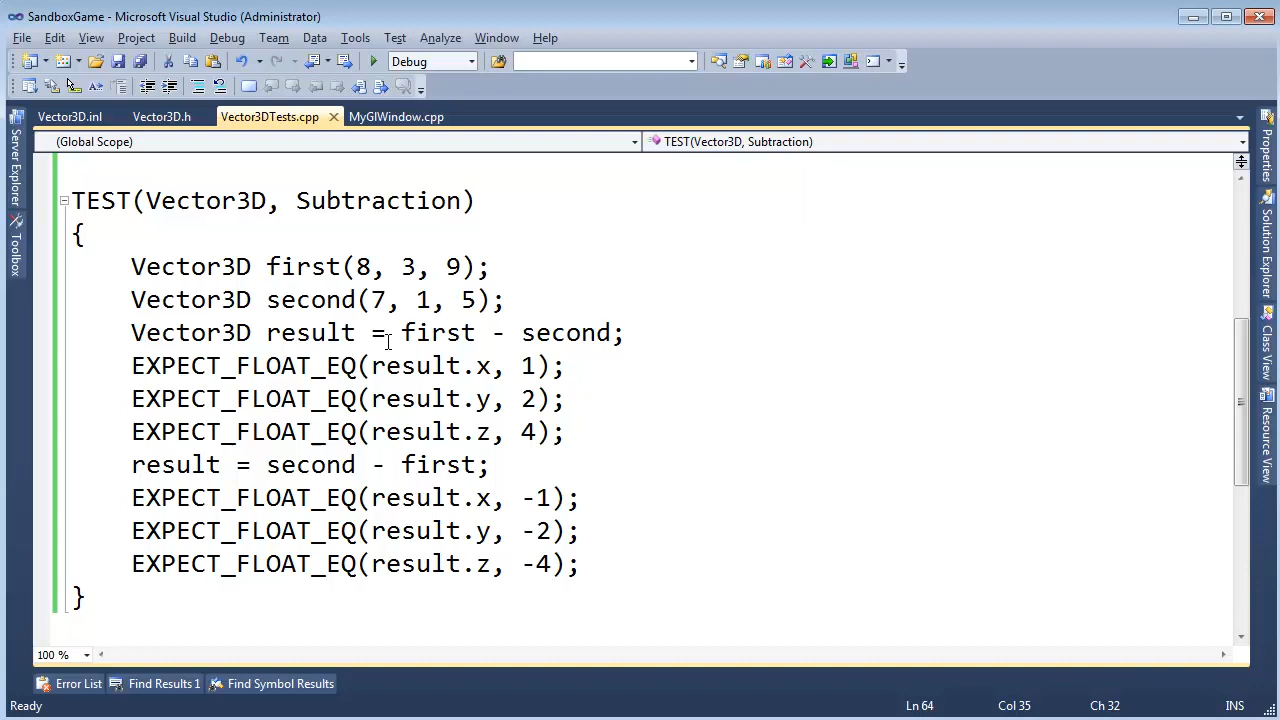 SandboxGame - Microsoft Visual Studio (Administrator)
File Edit View Project Build Debug Team Data Tools Test Analyze Window Help
Debug
Vector3D.inl Vector3D.h Vector3DTests.cpp MyGlWindow.cpp
(Global Scope) TEST(Vector3D, Subtraction)
Server Explorer
Toolbox
TEST(Vector3D, Subtraction)
{
Vector3D first(8, 3, 9);
Vector3D second(7, 1, 5);
Vector3D result = first - second;
EXPECT_FLOAT_EQ(result.x, 1);
EXPECT_FLOAT_EQ(result.y, 2);
EXPECT_FLOAT_EQ(result.z, 4);
result = second - first;
EXPECT_FLOAT_EQ(result.x, -1);
EXPECT_FLOAT_EQ(result.y, -2);
EXPECT_FLOAT_EQ(result.z, -4);
}
Properties
Solution Explorer
Class View
Resource View
100 %
Error List Find Results 1 Find Symbol Results
Ready Ln 64 Col 35 Ch 32 INS